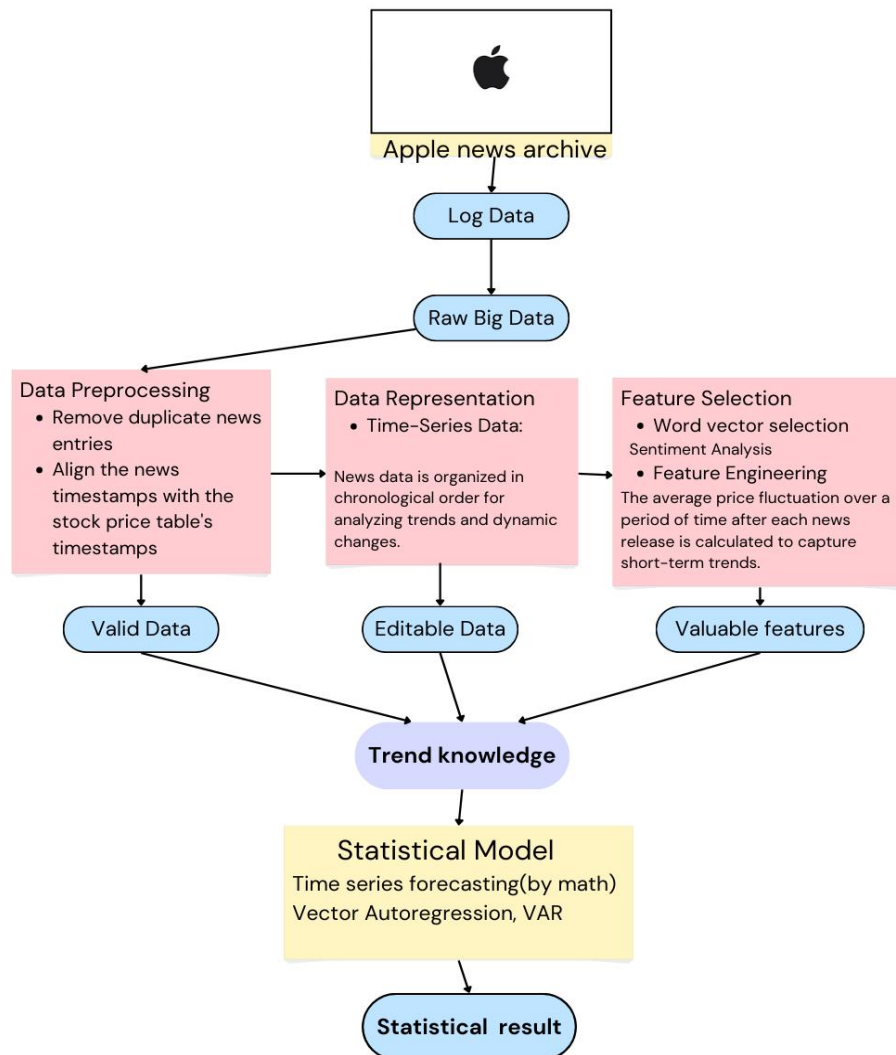 Apple news archive
Log Data
Raw Big Data
Data Preprocessing
• Remove duplicate news
entries
• Align the news
timestamps with the
stock price table's
timestamps
Data Representation
• Time-Series Data:
News data is organized in
chronological order for
analyzing trends and dynamic
changes.
Feature Selection
• Word vector selection
Sentiment Analysis
• Feature Engineering
The average price fluctuation over a
period of time after each news
release is calculated to capture
short-term trends.
Valid Data
Editable Data
Valuable features
Trend knowledge
Statistical Model
Time series forecasting(by math)
Vector Autoregression, VAR
Statistical result